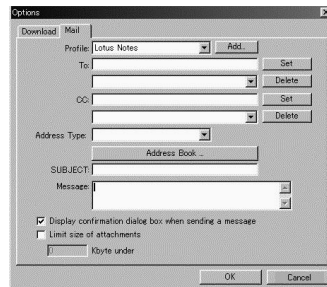 Options
Download Mail
Profile: Lotus Notes Add..
To: Set
Delete
CC: Set
Delete
Address Type:
Address Book ...
SUBJECT:
Message:
Display confirmation dialog box when sending a message
Limit size of attachments
0 Kbyte under
OK Cancel